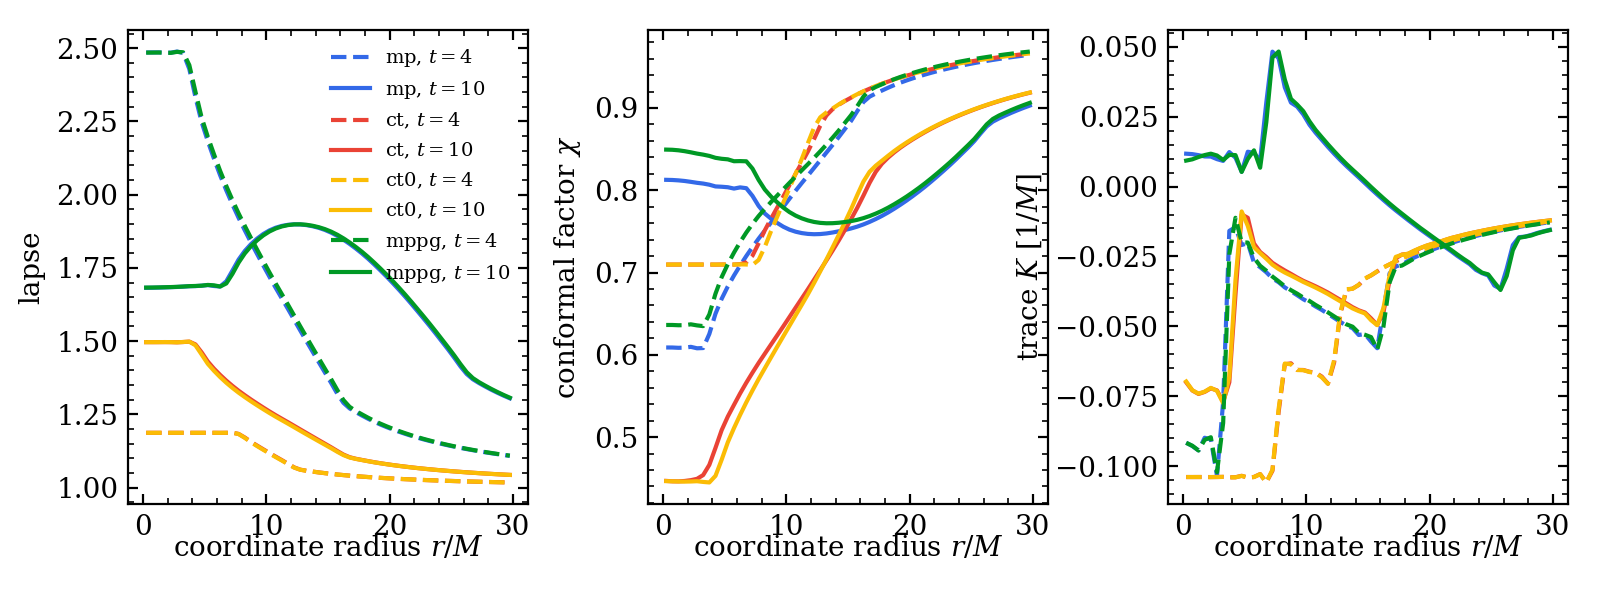 2.50
2.25
2.00
1.75
1.50
1.25
1.00
lapse
0
10
20
30
coordinate radius r/M
mp, t = 4
mp, t = 10
ct, t = 4
ct, t = 10
ct0, t = 4
ct0, t = 10
mppg, t = 4
mppg, t = 10
0.9
0.8
0.7
0.6
0.5
conformal factor χ
0
10
20
30
coordinate radius r/M
0.050
0.025
0.000
−0.025
−0.050
−0.075
−0.100
trace K [1/M]
0
10
20
30
coordinate radius r/M